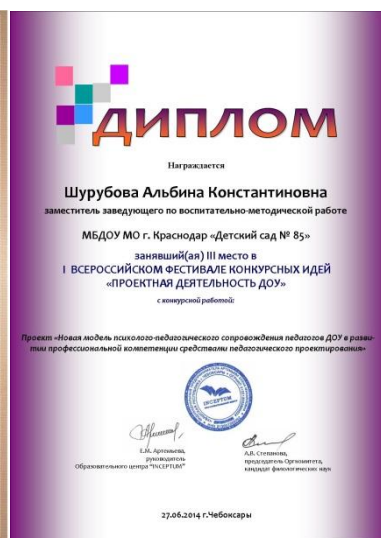 ДИПЛОМ
Награждается
Шурубова Альбина Константиновна
заместитель заведующего по воспитательно-методической работе
МБДОУ МО г. Краснодар «Детский сад № 85»
занявший(ая) III место в
I ВСЕРОССИЙСКОМ ФЕСТИВАЛЕ КОНКУРСНЫХ ИДЕЙ
«ПРОЕКТНАЯ ДЕЯТЕЛЬНОСТЬ ДОУ»
с конкурсной работой:
Проект «Новая модель психолого-педагогического сопровождения педагогов ДОУ в разви-
тии профессиональной компетенции средствами педагогического проектирования»
INCEPTUM
Е.М. Артемьева,
руководитель
Образовательного центра "INCEPTUM"
А.В. Степанова,
председатель Оргкомитета,
кандидат филологических наук
27.06.2014 г.Чебоксары